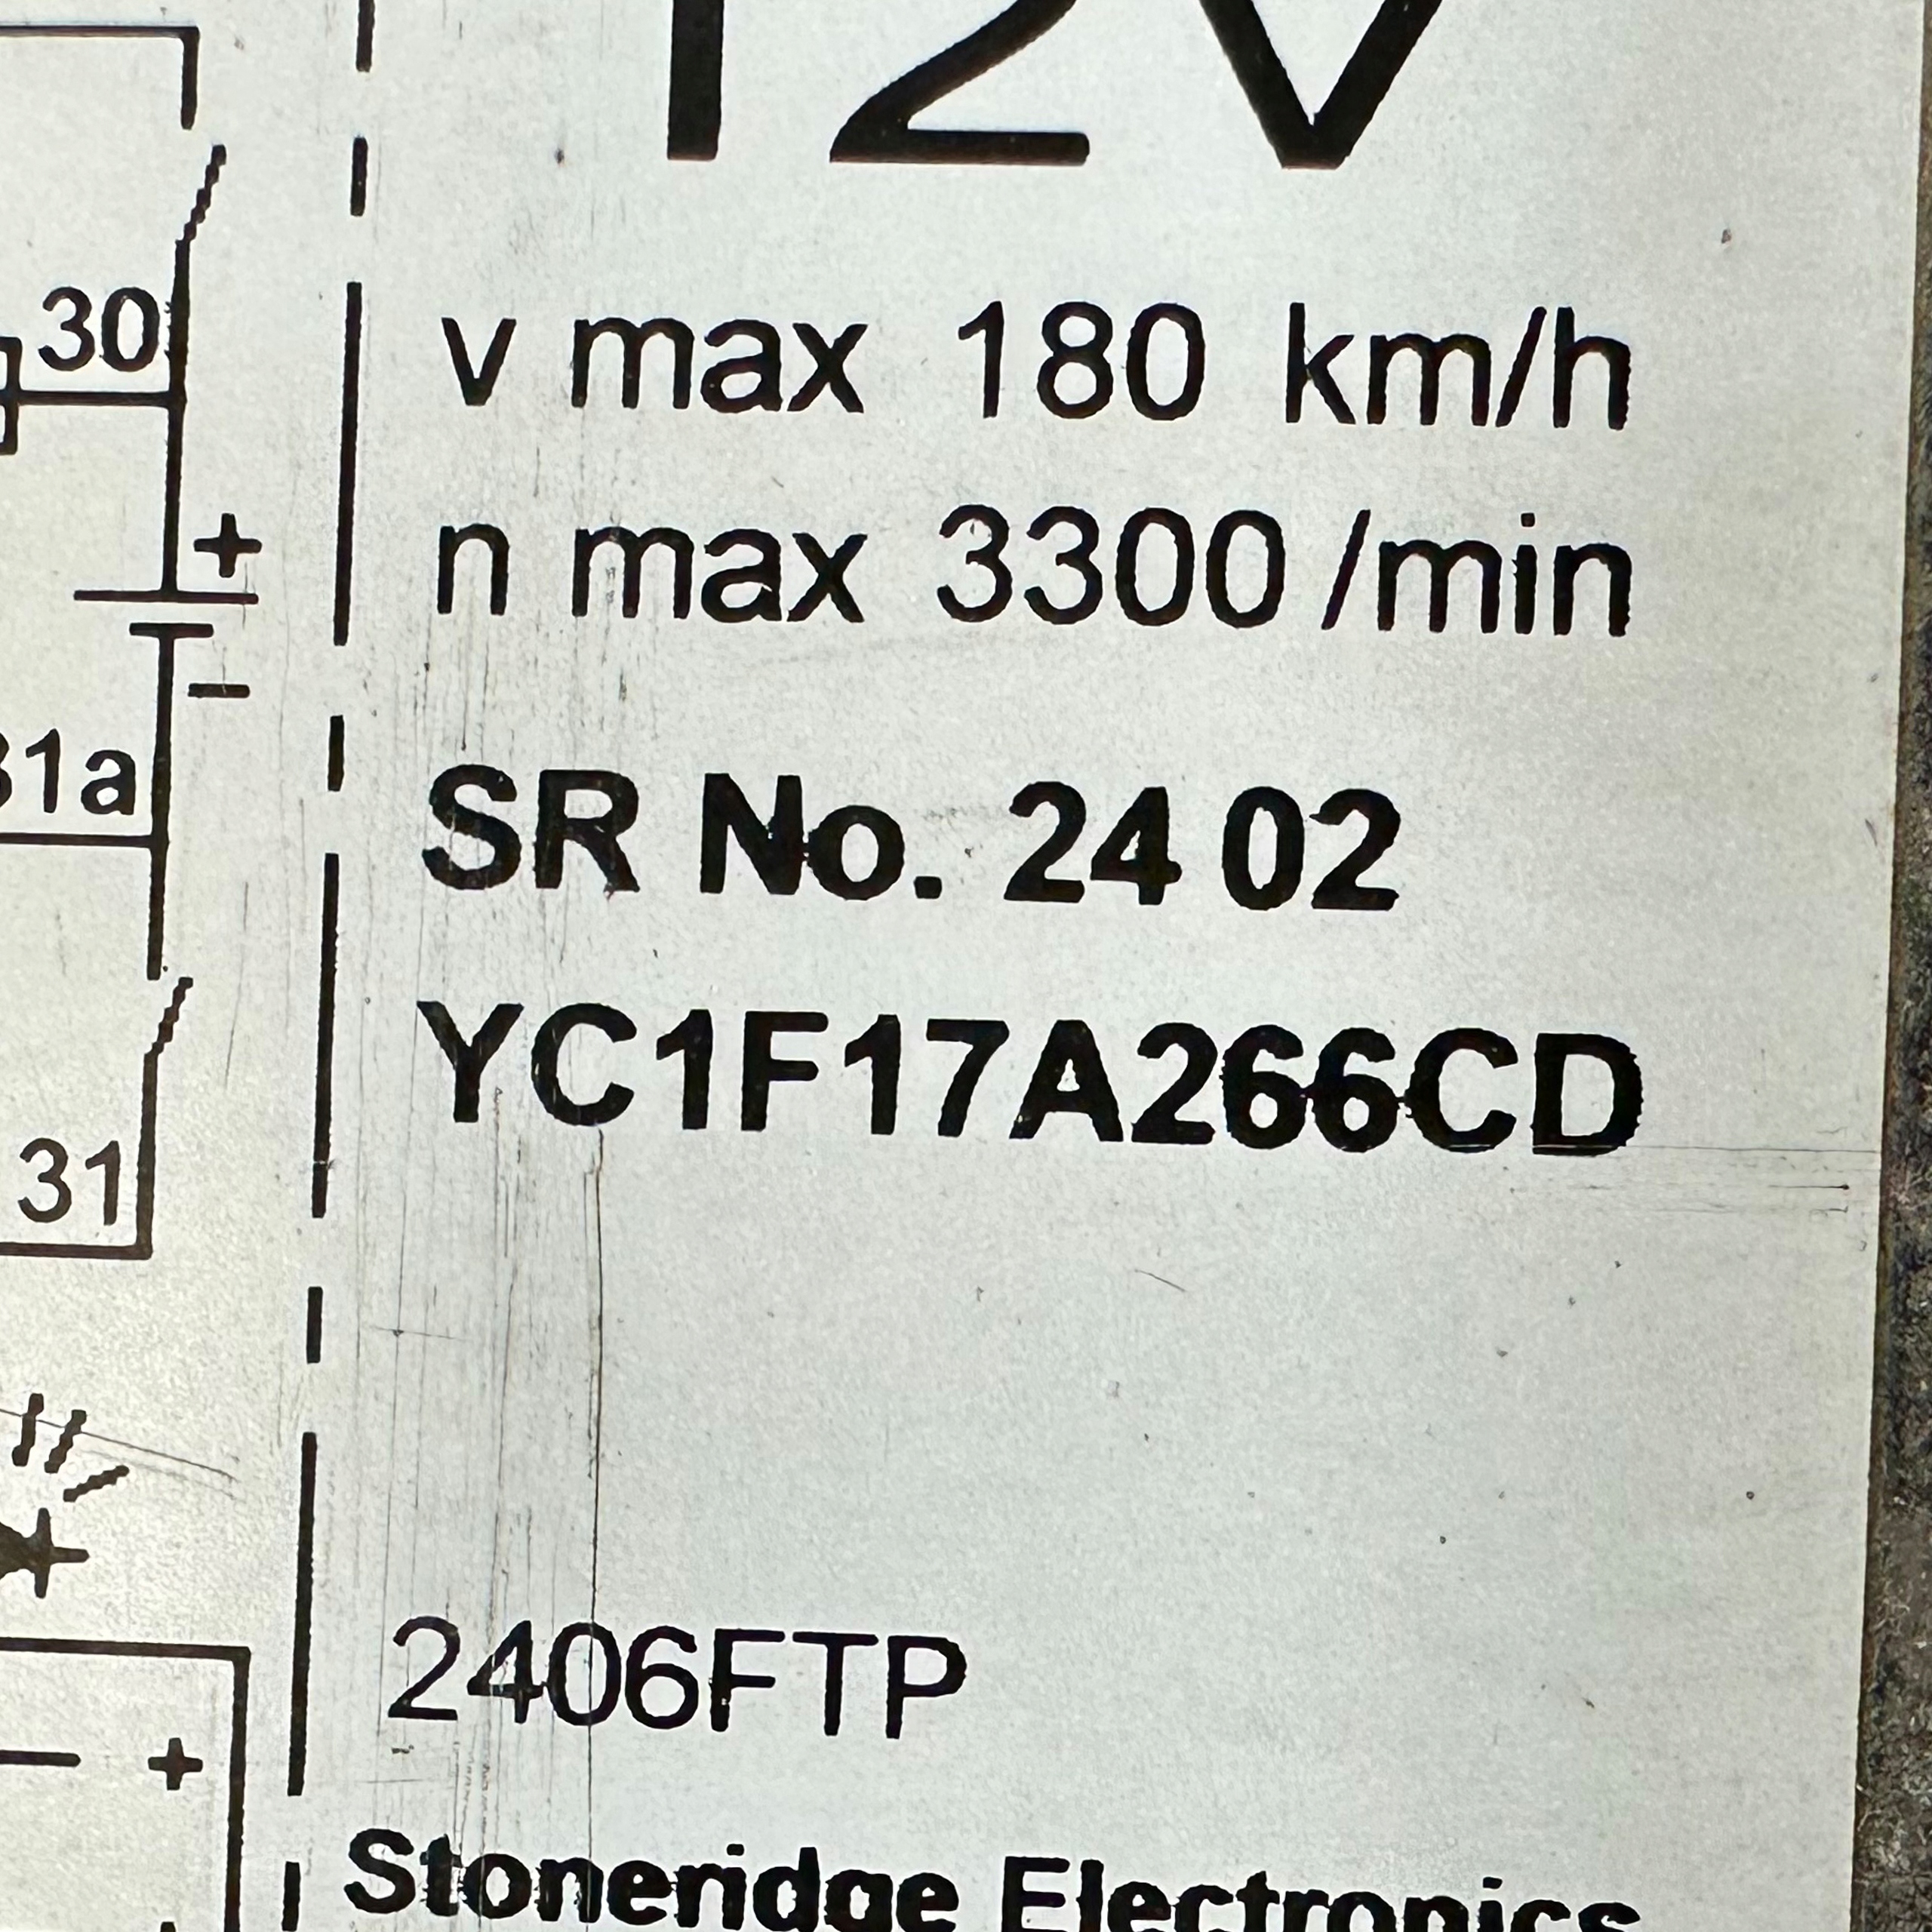 12V
30
v max 180 km/h
n max 3300 /min
+
-
31a
SR No. 24 02
YC1F17A266CD
31
2406FTP
- +
Stoneridge Electronics